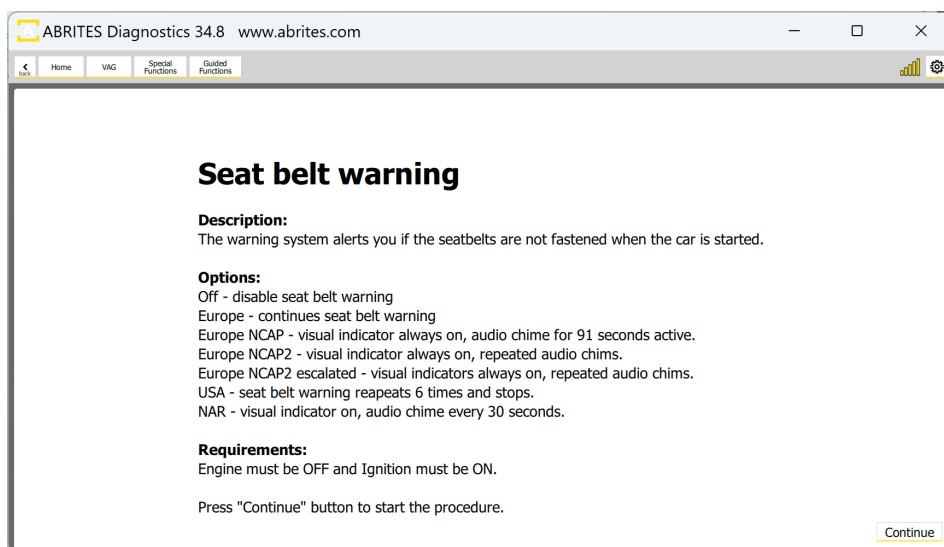 ABRITES Diagnostics 34.8   www.abrites.com
back
Home
VAG
Special
Functions
Guided
Functions
Seat belt warning
Description:
The warning system alerts you if the seatbelts are not fastened when the car is started.
Options:
Off - disable seat belt warning
Europe - continues seat belt warning
Europe NCAP - visual indicator always on, audio chime for 91 seconds active.
Europe NCAP2 - visual indicator always on, repeated audio chims.
Europe NCAP2 escalated - visual indicators always on, repeated audio chims.
USA - seat belt warning reapeats 6 times and stops.
NAR - visual indicator on, audio chime every 30 seconds.
Requirements:
Engine must be OFF and Ignition must be ON.
Press "Continue" button to start the procedure.
Continue